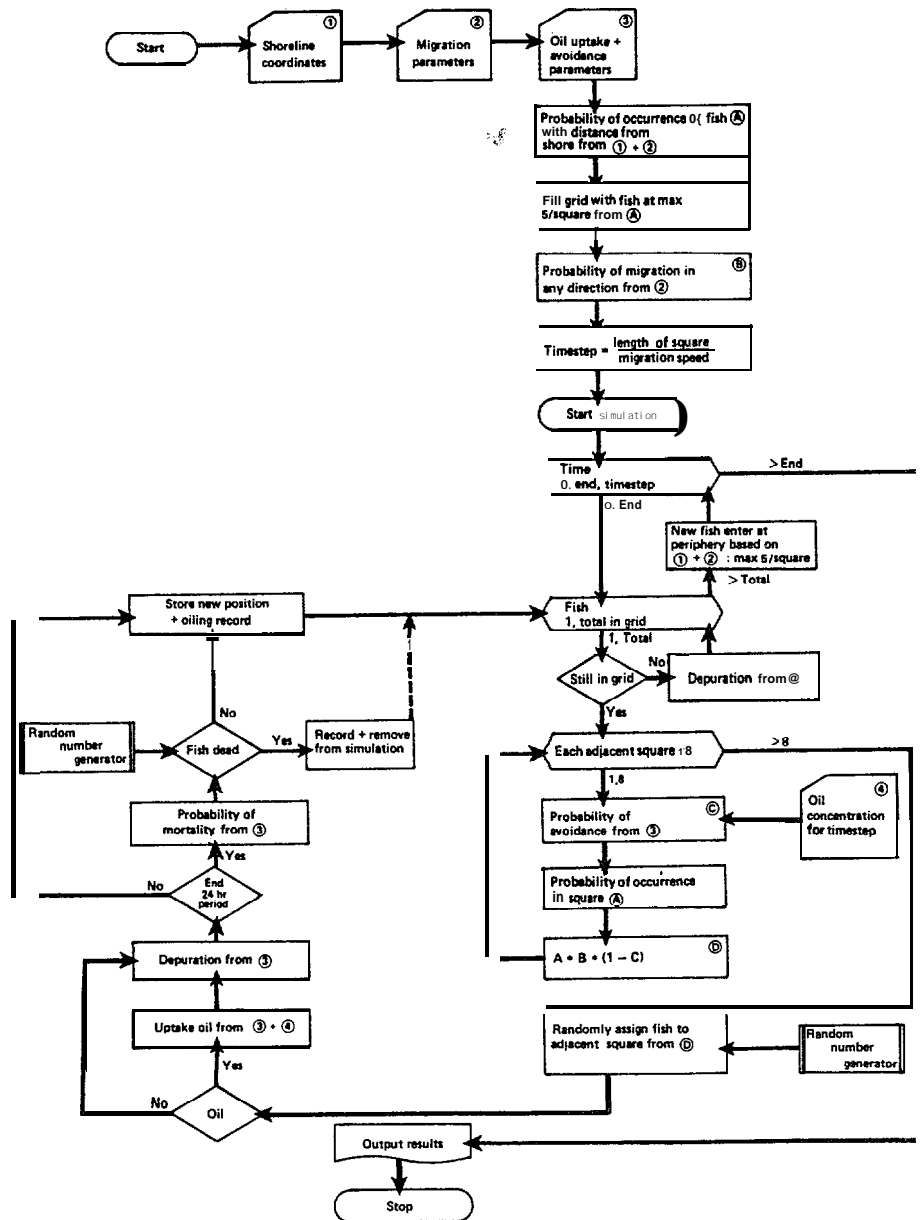 Start
①
Shoreline
coordinates
②
Migration
parameters
③
Oil uptake +
avoidance
parameters
Probability of occurrence 0{ fish Ⓐ
with distance from
shore from ① + ②
Fill grid with fish at max
5/square from Ⓐ
Ⓑ
Probability of migration in
any direction from ②
Timestep = length of square
migration speed
Start simulation
Time
0. end, timestep
> End
o. End
New fish enter at
periphery based on
① + ② : max 5/square
> Total
Store new position
+ oiling record
Fish
1, total in grid
1, Total
Still in grid
No
Depuration from @
Yes
No
Random
number
generator
Fish dead
Yes
Record + remove
from simulation
Each adjacent square 1'8
>8
1,8
Probability of
mortality from ③
Yes
Ⓒ
Probability of
avoidance from ③
④
Oil
concentration
for timestep
No
End
24 hr
period
Probability of occurrence
in square Ⓐ
Depuration from ③
Ⓓ
A * B * (1 – C)
Uptake oil from ③ + ④
Yes
Randomly assign fish to
adjacent square from Ⓓ
Random
number
generator
No
Oil
Output results
Stop